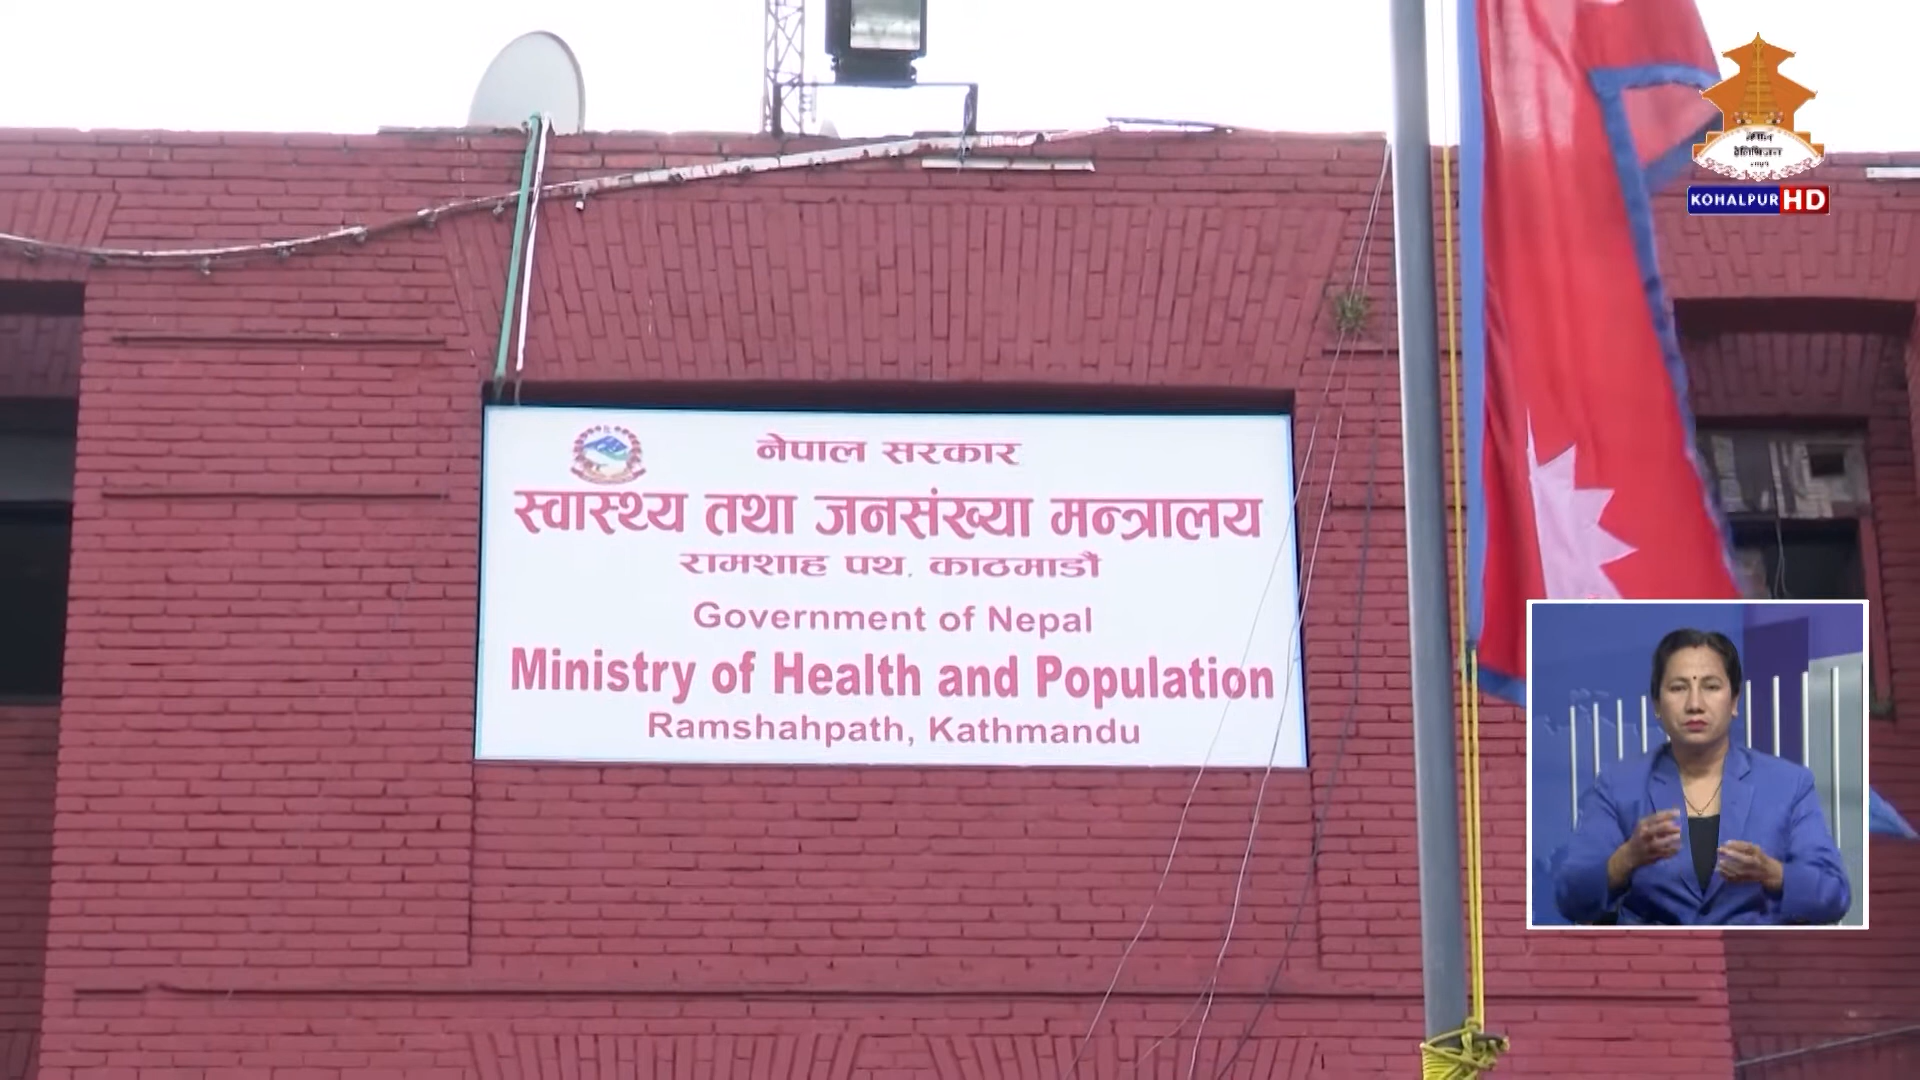 नेपाल सरकार
स्वास्थ्य तथा जनसंख्या मन्त्रालय
रामशाह पथ, काठमाडौं
Government of Nepal
Ministry of Health and Population
Ramshahpath, Kathmandu
नेपाल
टेलिभिजन
KOHALPUR HD